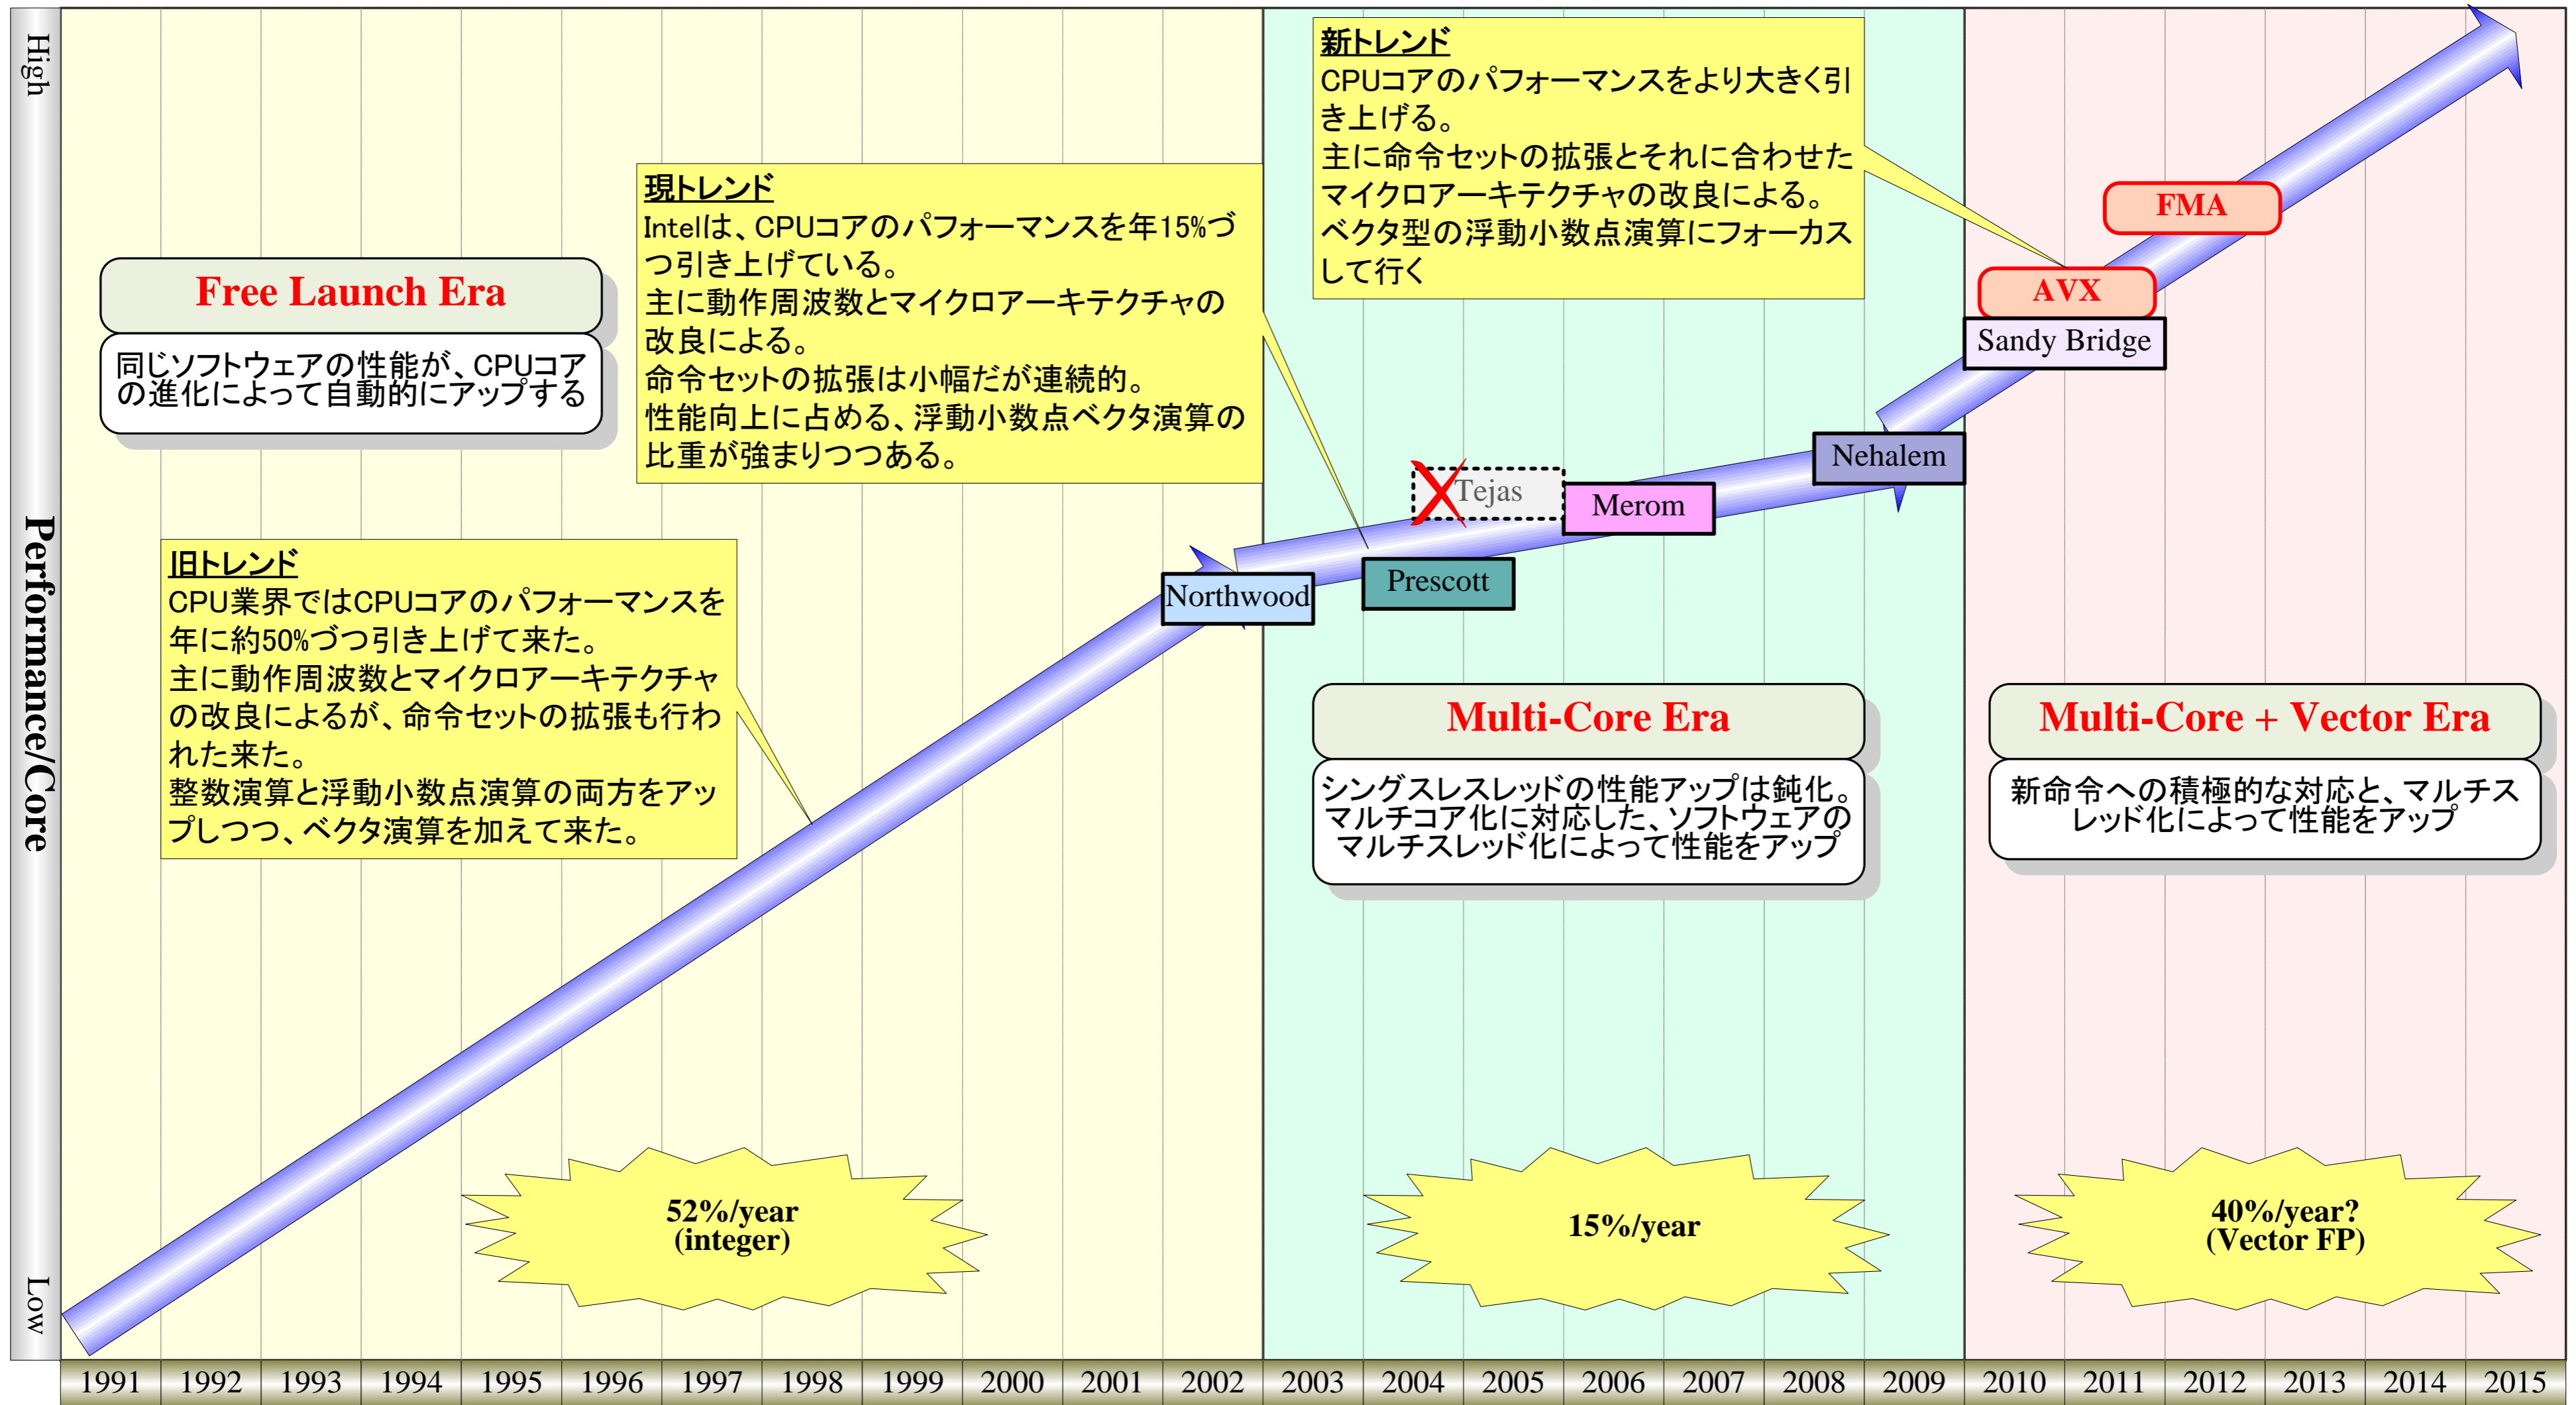 High
Performance/Core
Low
Free Launch Era
同じソフトウェアの性能が、CPUコア
の進化によって自動的にアップする
旧トレンド
CPU業界ではCPUコアのパフォーマンスを
年に約50%づつ引き上げて来た。
主に動作周波数とマイクロアーキテクチャ
の改良によるが、命令セットの拡張も行わ
れた来た。
整数演算と浮動小数点演算の両方をアッ
プしつつ、ベクタ演算を加えて来た。
現トレンド
Intelは、CPUコアのパフォーマンスを年15%づ
つ引き上げている。
主に動作周波数とマイクロアーキテクチャの
改良による。
命令セットの拡張は小幅だが連続的。
性能向上に占める、浮動小数点ベクタ演算の
比重が強まりつつある。
新トレンド
CPUコアのパフォーマンスをより大きく引
き上げる。
主に命令セットの拡張とそれに合わせた
マイクロアーキテクチャの改良による。
ベクタ型の浮動小数点演算にフォーカス
して行く
FMA
AVX
Sandy Bridge
Nehalem
Tejas
Merom
Prescott
Northwood
Multi-Core Era
シングスレスレッドの性能アップは鈍化。
マルチコア化に対応した、ソフトウェアの
マルチスレッド化によって性能をアップ
Multi-Core + Vector Era
新命令への積極的な対応と、マルチス
レッド化によって性能をアップ
52%/year
(integer)
15%/year
40%/year?
(Vector FP)
1991 1992 1993 1994 1995 1996 1997 1998 1999 2000 2001 2002 2003 2004 2005 2006 2007 2008 2009 2010 2011 2012 2013 2014 2015